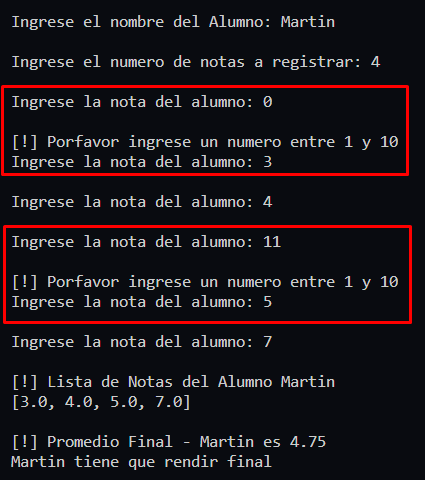 Ingrese el nombre del Alumno: Martin
Ingrese el numero de notas a registrar: 4
Ingrese la nota del alumno: 0
[!] Porfavor ingrese un numero entre 1 y 10
Ingrese la nota del alumno: 3
Ingrese la nota del alumno: 4
Ingrese la nota del alumno: 11
[!] Porfavor ingrese un numero entre 1 y 10
Ingrese la nota del alumno: 5
Ingrese la nota del alumno: 7
[!] Lista de Notas del Alumno Martin
[3.0, 4.0, 5.0, 7.0]
[!] Promedio Final - Martin es 4.75
Martin tiene que rendir final